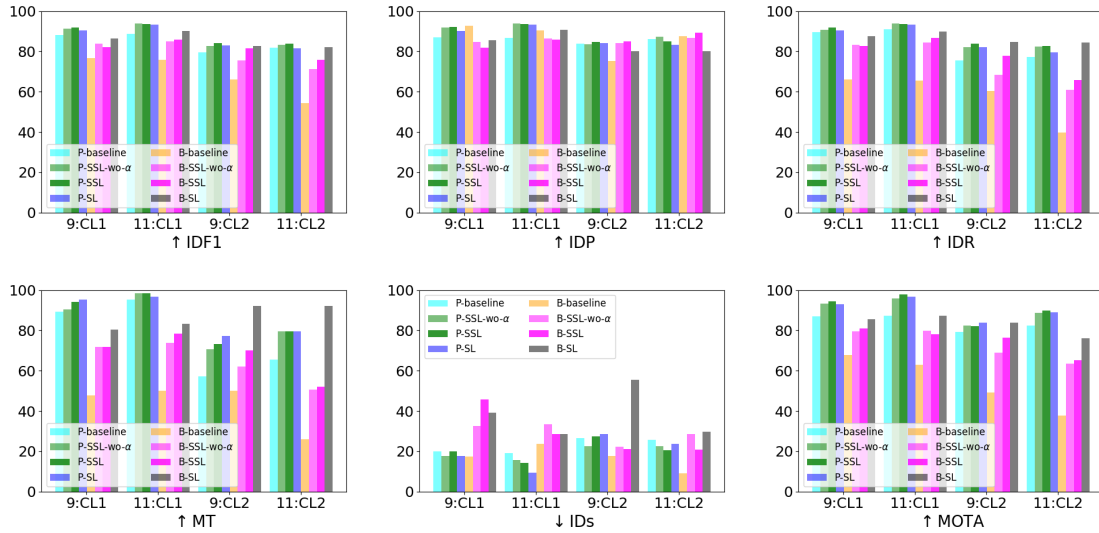 100
80
60
40
20
0
P-baseline B-baseline
P-SSL-wo-α B-SSL-wo-α
P-SSL B-SSL
P-SL B-SL
9:CL1 11:CL1 9:CL2 11:CL2
↑ IDF1
100
80
60
40
20
0
P-baseline B-baseline
P-SSL-wo-α B-SSL-wo-α
P-SSL B-SSL
P-SL B-SL
9:CL1 11:CL1 9:CL2 11:CL2
↑ IDP
100
80
60
40
20
0
P-baseline B-baseline
P-SSL-wo-α B-SSL-wo-α
P-SSL B-SSL
P-SL B-SL
9:CL1 11:CL1 9:CL2 11:CL2
↑ IDR
100
80
60
40
20
0
P-baseline B-baseline
P-SSL-wo-α B-SSL-wo-α
P-SSL B-SSL
P-SL B-SL
9:CL1 11:CL1 9:CL2 11:CL2
↑ MT
100
80
60
40
20
0
P-baseline B-baseline
P-SSL-wo-α B-SSL-wo-α
P-SSL B-SSL
P-SL B-SL
9:CL1 11:CL1 9:CL2 11:CL2
↓ IDs
100
80
60
40
20
0
P-baseline B-baseline
P-SSL-wo-α B-SSL-wo-α
P-SSL B-SSL
P-SL B-SL
9:CL1 11:CL1 9:CL2 11:CL2
↑ MOTA